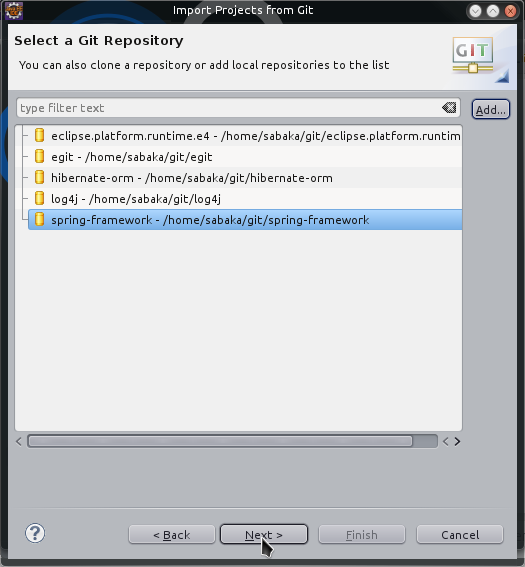 Import Projects from Git
Select a Git Repository
You can also clone a repository or add local repositories to the list
GIT
type filter text
Add...
eclipse.platform.runtime.e4 - /home/sabaka/git/eclipse.platform.runtim
egit - /home/sabaka/git/egit
hibernate-orm - /home/sabaka/git/hibernate-orm
log4j - /home/sabaka/git/log4j
spring-framework - /home/sabaka/git/spring-framework
?
< Back
Next >
Finish
Cancel